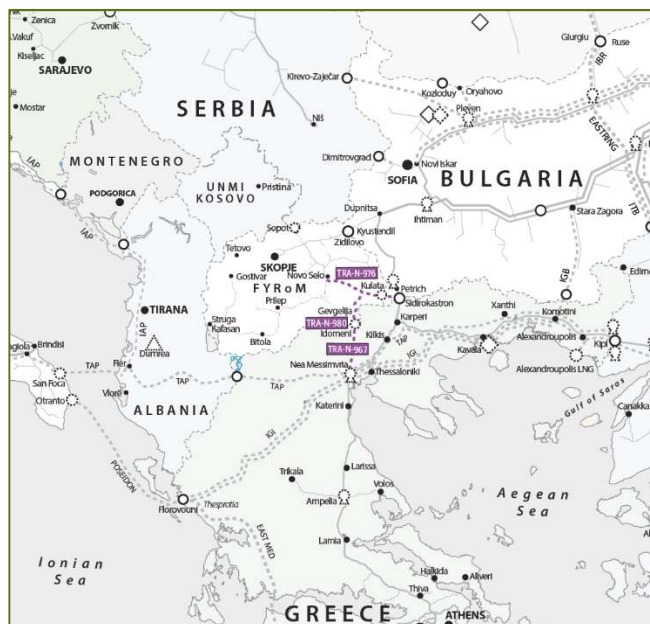 Zenica
Zvornik
.Vakuf
Kiseljac
SARAJEVO
Mostar
Giurgiu
Ruse
IBR
Kirevo-Zaječar
Kozloduy
Oryahovo
Pleven
SERBIA
Niš
EASTRING
MONTENEGRO
Dimitrovgrad
Novi Iskar
SOFIA
BULGARIA
IAP
PODGORICA
UNMI
KOSOVO
Pristina
Dupnitsa
Ihtiman
Stara Zagora
ITB
IAP
Sopot
Kyustendil
Zidilovo
Tetovo
SKOPJE
Gostivar
Novo Selo
TRA-N-976
FYRoM
Kulata
Petrich
Sidirokastron
IGB
Edirne
TIRANA
IAP
Prilep
Gevgelija
TRA-N-980
Idomeni
Struga
Kafasan
Bitola
Kilkis
Karperi
Xanthi
Komotini
TRA-N-967
TAP
IGI
Kavala
Alexandroupolis
Kipi
Alexandroupolis LNG
Brindisi
Dumrea
Fier
Nea Messimvria
Thessaloniki
San Foca
TAP
TAP
TAP
Otranto
Vlorë
ALBANIA
Katerini
Gulf of Saros
Canakka
IGI
POSEIDON
Larissa
Trikala
Volos
Ampelia
Florovouni
Thesprotia
Aegean
Sea
EAST MED
Lamia
Ionian
Sea
Halkida
Aliveri
Thiva
GREECE
ATHENS